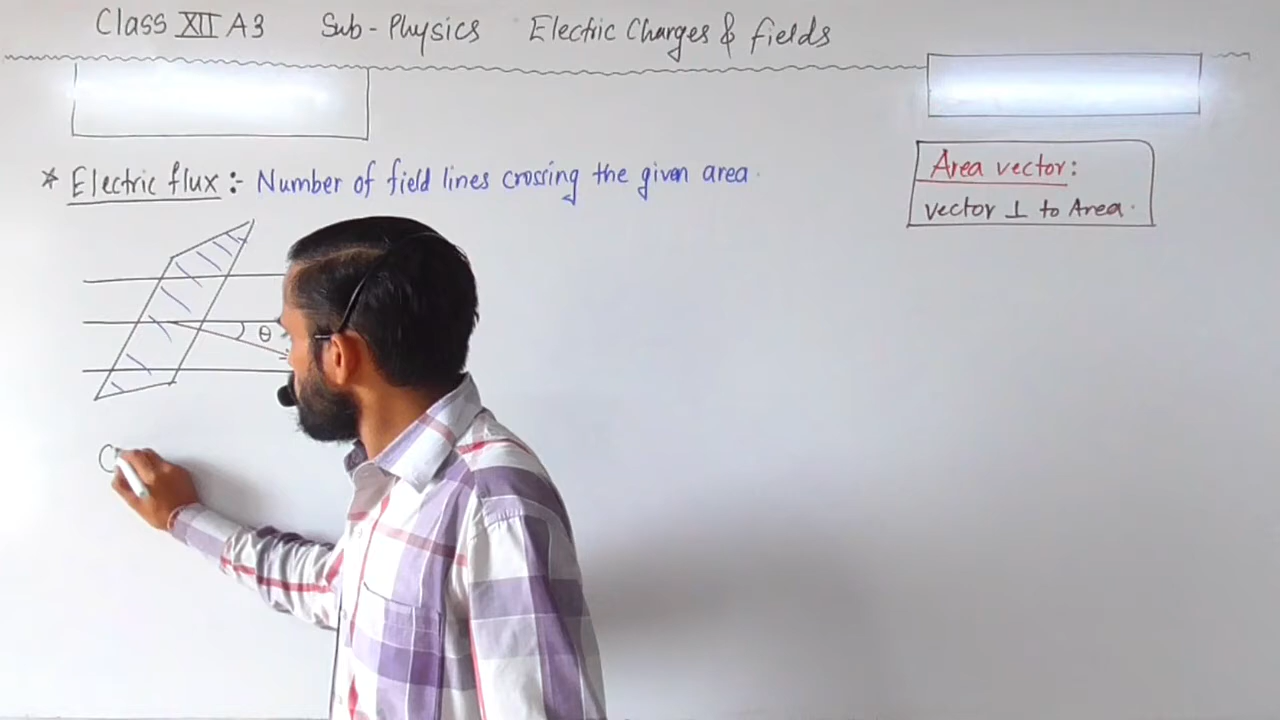 Class XII A3 Sub-Physics Electric Charges & fields
* Electric flux :- Number of field lines crossing the given area.
Area vector:
vector ⊥ to Area.
θ